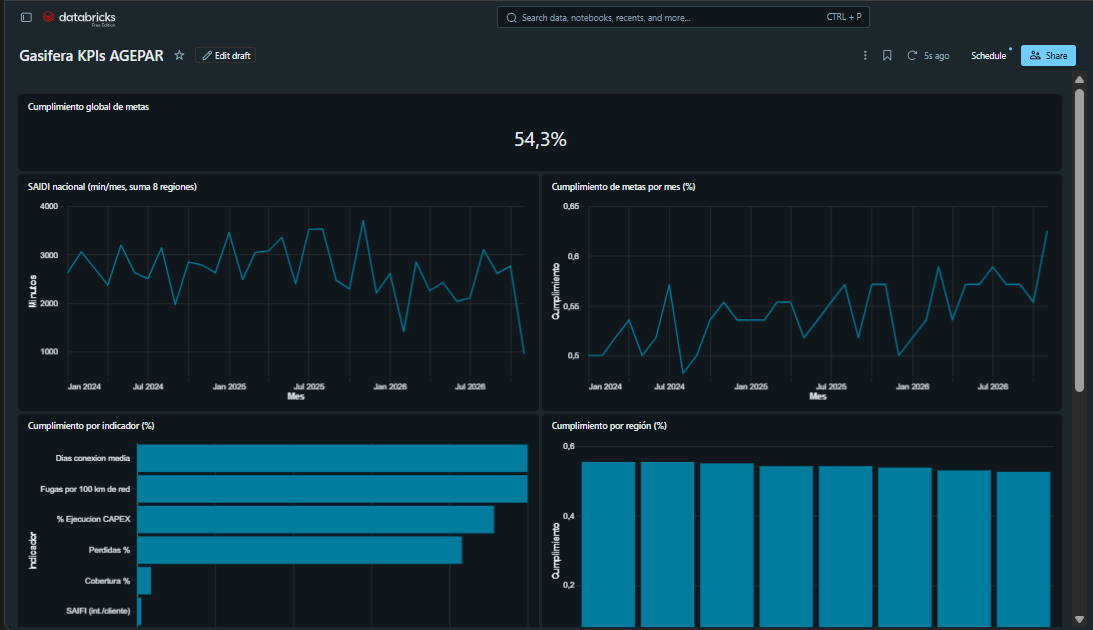 databricks
Free Edition
Search data, notebooks, recents, and more...
CTRL + P
Gasifera KPIs AGEPAR
Edit draft
5s ago
Schedule
Share
Cumplimiento global de metas
54,3%
SAIDI nacional (min/mes, suma 8 regiones)
4000
3000
2000
1000
Minutos
Jan 2024
Jul 2024
Jan 2025
Jul 2025
Jan 2026
Jul 2026
Mes
Cumplimiento de metas por mes (%)
0,65
0,6
0,55
0,5
Cumplimiento
Jan 2024
Jul 2024
Jan 2025
Jul 2025
Jan 2026
Jul 2026
Mes
Cumplimiento por indicador (%)
Indicador
Dias conexion media
Fugas por 100 km de red
% Ejecucion CAPEX
Perdidas %
Cobertura %
SAIFI (int./cliente)
Cumplimiento por región (%)
0,6
0,4
0,2
Cumplimiento